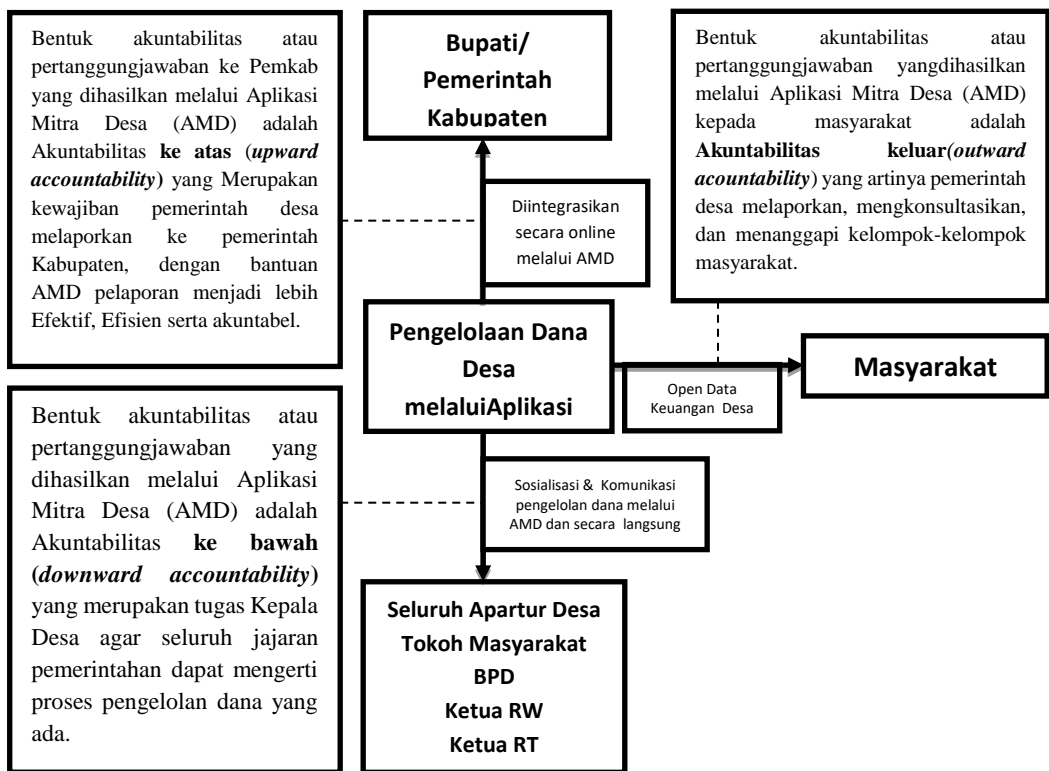 Bentuk akuntabilitas atau
pertanggungjawaban ke Pemkab
yang dihasilkan melalui Aplikasi
Mitra Desa (AMD) adalah
Akuntabilitas ke atas (upward
accountability) yang Merupakan
kewajiban pemerintah desa
melaporkan ke pemerintah
Kabupaten, dengan bantuan
AMD pelaporan menjadi lebih
Efektif, Efisien serta akuntabel.
Bupati/
Pemerintah
Kabupaten
Bentuk akuntabilitas atau
pertanggungjawaban yangdihasilkan
melalui Aplikasi Mitra Desa (AMD)
kepada masyarakat adalah
Akuntabilitas keluar(outward
acountability) yang artinya pemerintah
desa melaporkan, mengkonsultasikan,
dan menanggapi kelompok-kelompok
masyarakat.
Diintegrasikan
secara online
melalui AMD
Pengelolaan Dana
Desa
melaluiAplikasi
Open Data
Keuangan Desa
Masyarakat
Bentuk akuntabilitas atau
pertanggungjawaban yang
dihasilkan melalui Aplikasi
Mitra Desa (AMD) adalah
Akuntabilitas ke bawah
(downward accountability)
yang merupakan tugas Kepala
Desa agar seluruh jajaran
pemerintahan dapat mengerti
proses pengelolan dana yang
ada.
Sosialisasi & Komunikasi
pengelolan dana melalui
AMD dan secara langsung
Seluruh Apartur Desa
Tokoh Masyarakat
BPD
Ketua RW
Ketua RT